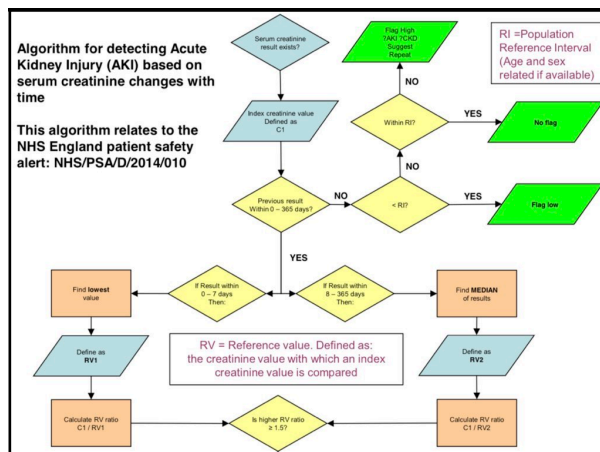 Algorithm for detecting Acute
Kidney Injury (AKI) based on
serum creatinine changes with
time
This algorithm relates to the
NHS England patient safety
alert: NHS/PSA/D/2014/010
Serum creatinine
result exists?
Flag High
?AKI ?CKD
Suggest
Repeat
RI =Population
Reference Interval
(Age and sex
related if available)
Index creatinine value
Defined as
C1
NO
Within RI?
YES
No flag
NO
Previous result
Within 0 – 365 days?
NO
< RI?
YES
Flag low
YES
Find lowest
value
If Result within
0 – 7 days
Then:
If Result within
8 – 365 days
Then:
Find MEDIAN
of results
Define as
RV1
RV = Reference value. Defined as:
the creatinine value with which an index
creatinine value is compared
Define as
RV2
Calculate RV ratio
C1 / RV1
Is higher RV ratio
≥ 1.5?
Calculate RV ratio
C1 / RV2